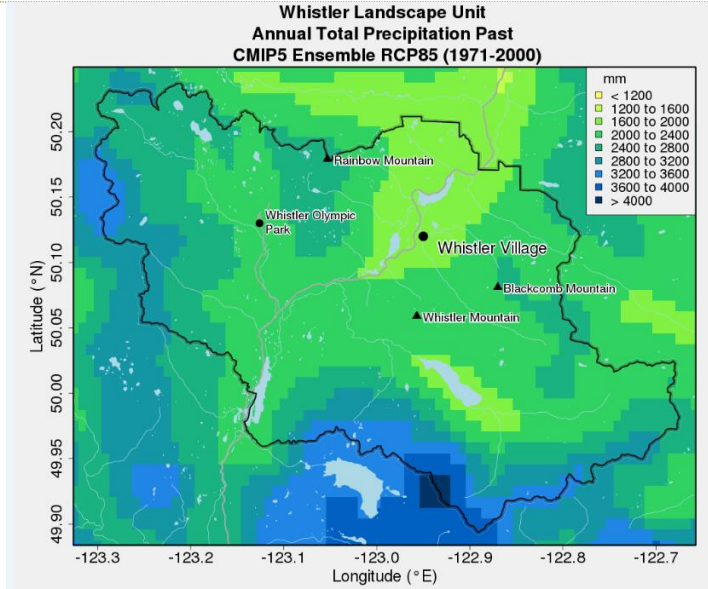 Whistler Landscape Unit
Annual Total Precipitation Past
CMIP5 Ensemble RCP85 (1971-2000)
mm
< 1200
1200 to 1600
1600 to 2000
2000 to 2400
2400 to 2800
2800 to 3200
3200 to 3600
3600 to 4000
> 4000
50.20
50.15
50.10
50.05
50.00
49.95
49.90
Latitude (°N)
Rainbow Mountain
Whistler Olympic
Park
Whistler Village
Blackcomb Mountain
Whistler Mountain
-123.3
-123.2
-123.1
-123.0
-122.9
-122.8
-122.7
Longitude (°E)